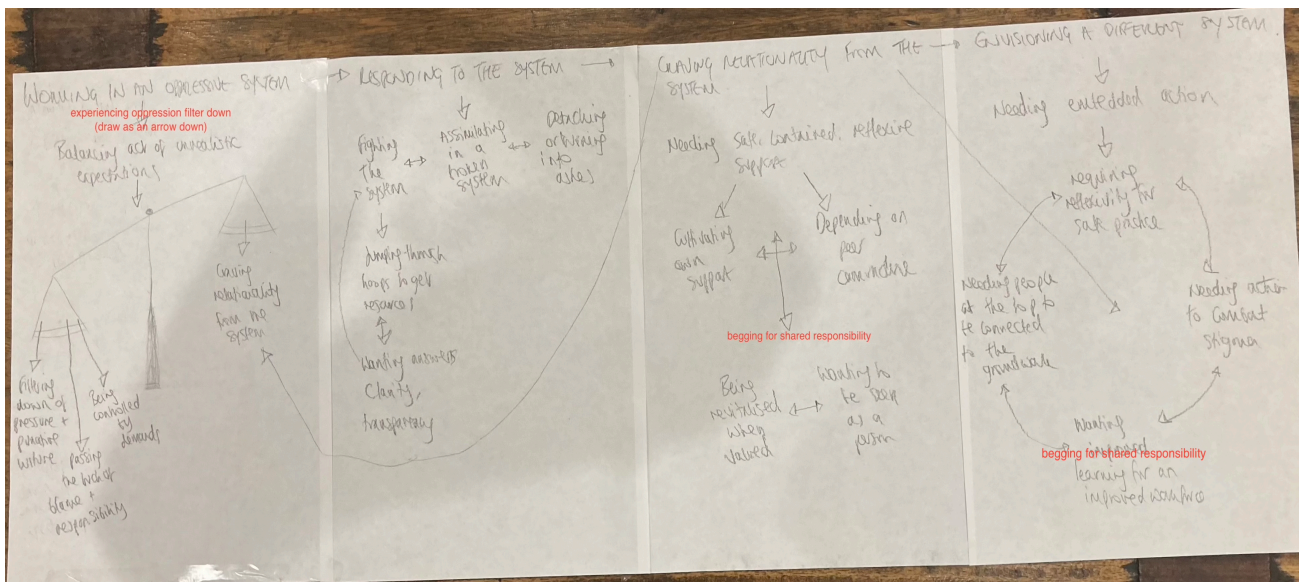 WORKING IN AN OPPRESSIVE SYSTEM
experiencing oppression filter down
(draw as an arrow down)
Balancing act of unrealistic
expectations
Craving
relationality
from the
system
Filtering
down of
pressure +
punitive
culture
passing
the buck of
blame +
responsibility
Being
controlled
by
demands
RESPONDING TO THE SYSTEM
Fighting
The
system
Assimilating
in a
broken
system
Detaching
or turning
into
ashes
Jumping through
hoops to get
resources
Wanting answers
Clarity,
transparency
CRAVING RELATIONALITY FROM THE
SYSTEM
Needing safe, contained, reflexive
support
Cultivating
own
support
Depending on
peer
camaraderie
begging for shared responsibility
Being
revitalised
when
valued
Wanting to
be seen
as a
person
ENVISIONING A DIFFERENT SYSTEM.
Needing embedded action
requiring
reflexivity for
safe practice
Needing people
at the top to
be connected
to the
groundwork
Needing action
to combat
stigma
Wanting
begging for shared responsibility
learning for an
improved workforce